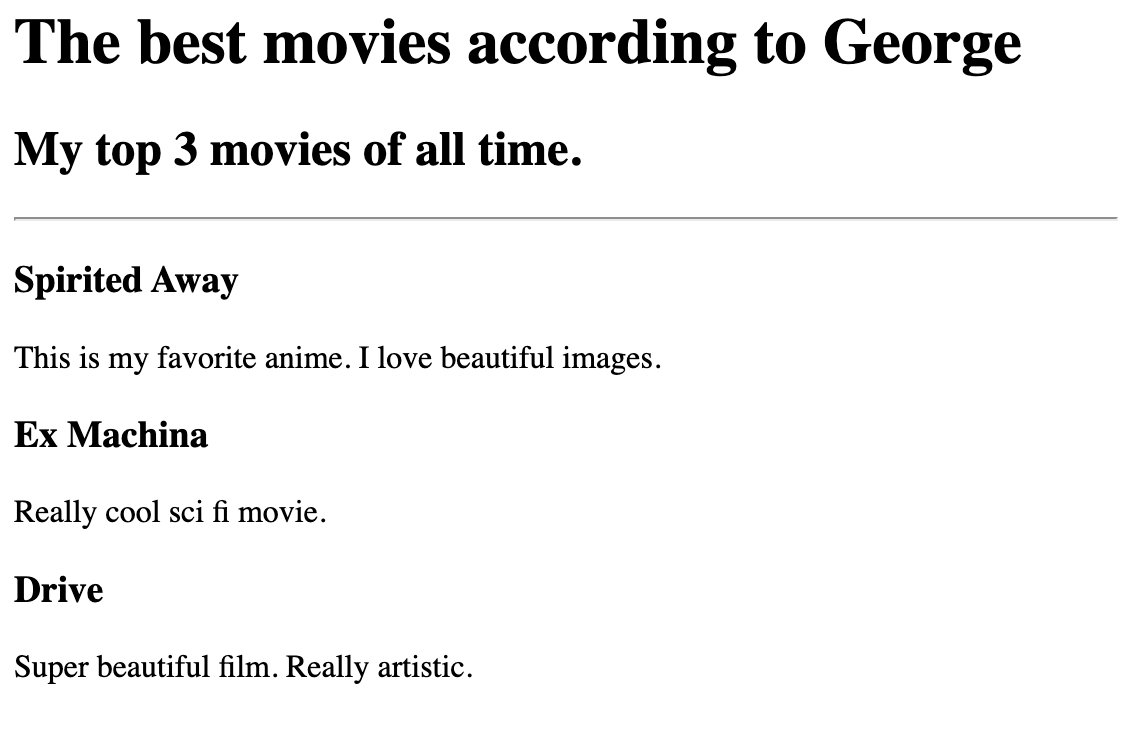 The best movies according to George
My top 3 movies of all time.
Spirited Away
This is my favorite anime. I love beautiful images.
Ex Machina
Really cool sci fi movie.
Drive
Super beautiful film. Really artistic.